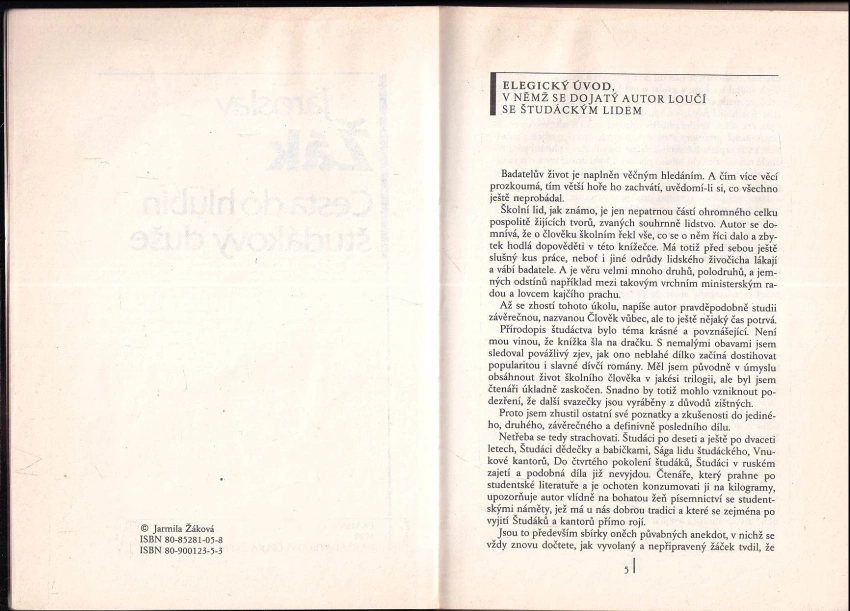 © Jarmila Žáková
ISBN 80-85281-05-8
ISBN 80-900123-5-3
ELEGICKÝ ÚVOD,
V NĚMŽ SE DOJATÝ AUTOR LOUČÍ
SE ŠTUDÁCKÝM LIDEM
Badatelův život je naplněn věčným hledáním. A čím více věcí
prozkoumá, tím větší hoře ho zachvátí, uvědomí-li si, co všechno
ještě neprobádal.
Školní lid, jak známo, je jen nepatrnou částí ohromného celku
pospolitě žijících tvorů, zvaných souhrnně lidstvo. Autor se do-
mnívá, že o člověku školním řekl vše, co se o něm říci dalo a zby-
tek hodlá dopověděti v této knížečce. Má totiž před sebou ještě
slušný kus práce, neboť i jiné odrůdy lidského živočicha lákají
a vábí badatele. A je věru velmi mnoho druhů, polodruhů, a jem-
ných odstínů například mezi takovým vrchním ministerským ra-
dou a lovcem kajčího prachu.
Až se zhostí tohoto úkolu, napíše autor pravděpodobně studii
závěrečnou, nazvanou Člověk vůbec, ale to ještě nějaký čas potrvá.
Přírodopis študáctva bylo téma krásné a povznášející. Není
mou vinou, že knížka šla na dračku. S nemalými obavami jsem
sledoval povážlivý zjev, jak ono neblahé dílko začíná dostihovat
popularitou i slavné dívčí romány. Měl jsem původně v úmyslu
obsáhnout život školního člověka v jakési trilogii, ale byl jsem
čtenáři úkladně zaskočen. Snadno by totiž mohlo vzniknout po-
dezření, že další svazečky jsou vyráběny z důvodů zištných.
Proto jsem zhustil ostatní své poznatky a zkušenosti do jediné-
ho, druhého, závěrečného a definivně posledního dílu.
Netřeba se tedy strachovati. Študáci po deseti a ještě po dvaceti
letech, Študáci dědečky a babičkami, Sága lidu študáckého, Vnu-
kové kantorů, Do čtvrtého pokolení študáků, Študáci v ruském
zajetí a podobná díla již nevyjdou. Čtenáře, který prahne po
studentské literatuře a je ochoten konzumovati ji na kilogramy,
upozorňuje autor vlídně na bohatou žeň písemnictví se student-
skými náměty, jež má u nás dobrou tradici a které se zejména po
vyjití Študáků a kantorů přímo rojí.
Jsou to především sbírky oněch půvabných anekdot, v nichž se
vždy znovu dočtete, jak vyvolaný a nepřipravený žáček tvdil, že
5